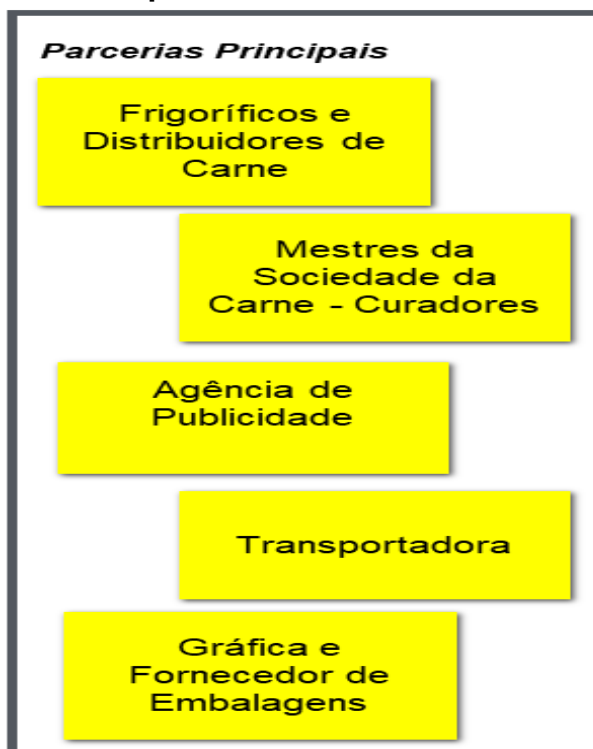 Parcerias Principais
Frigoríficos e
Distribuidores de
Carne
Mestres da
Sociedade da
Carne - Curadores
Agência de
Publicidade
Transportadora
Gráfica e
Fornecedor de
Embalagens